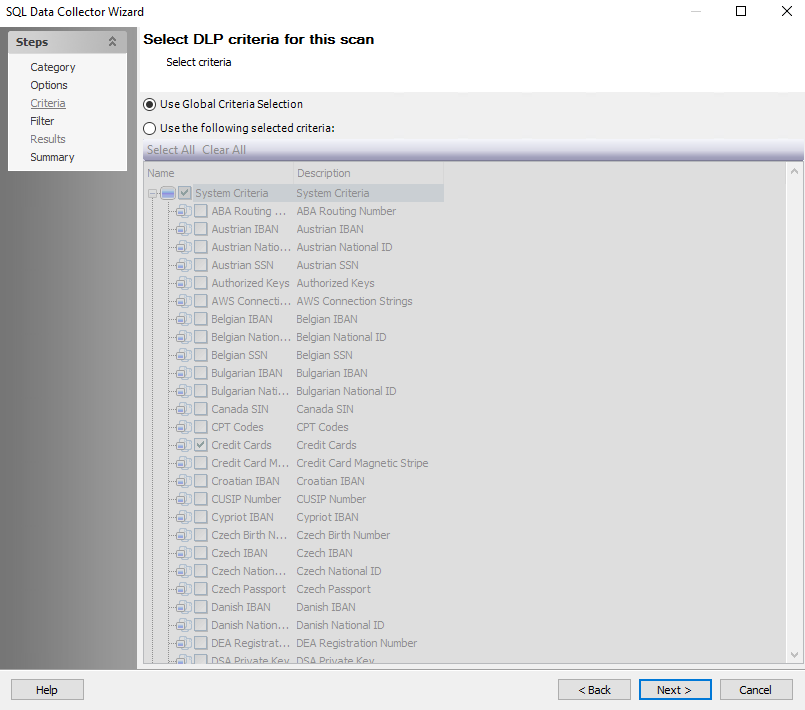 SQL Data Collector Wizard
Steps
Category
Options
Criteria
Filter
Results
Summary
Select DLP criteria for this scan
Select criteria
Use Global Criteria Selection
Use the following selected criteria:
Select All Clear All
Name Description
System Criteria System Criteria
ABA Routing ... ABA Routing Number
Austrian IBAN Austrian IBAN
Austrian Natio... Austrian National ID
Austrian SSN Austrian SSN
Authorized Keys Authorized Keys
AWS Connecti... AWS Connection Strings
Belgian IBAN Belgian IBAN
Belgian Nation... Belgian National ID
Belgian SSN Belgian SSN
Bulgarian IBAN Bulgarian IBAN
Bulgarian Nati... Bulgarian National ID
Canada SIN Canada SIN
CPT Codes CPT Codes
Credit Cards Credit Cards
Credit Card M... Credit Card Magnetic Stripe
Croatian IBAN Croatian IBAN
CUSIP Number CUSIP Number
Cypriot IBAN Cypriot IBAN
Czech Birth N... Czech Birth Number
Czech IBAN Czech IBAN
Czech Nation... Czech National ID
Czech Passport Czech Passport
Danish IBAN Danish IBAN
Danish Nation... Danish National ID
DEA Registrat... DEA Registration Number
DSA Private Key DSA Private Key
Help < Back Next > Cancel